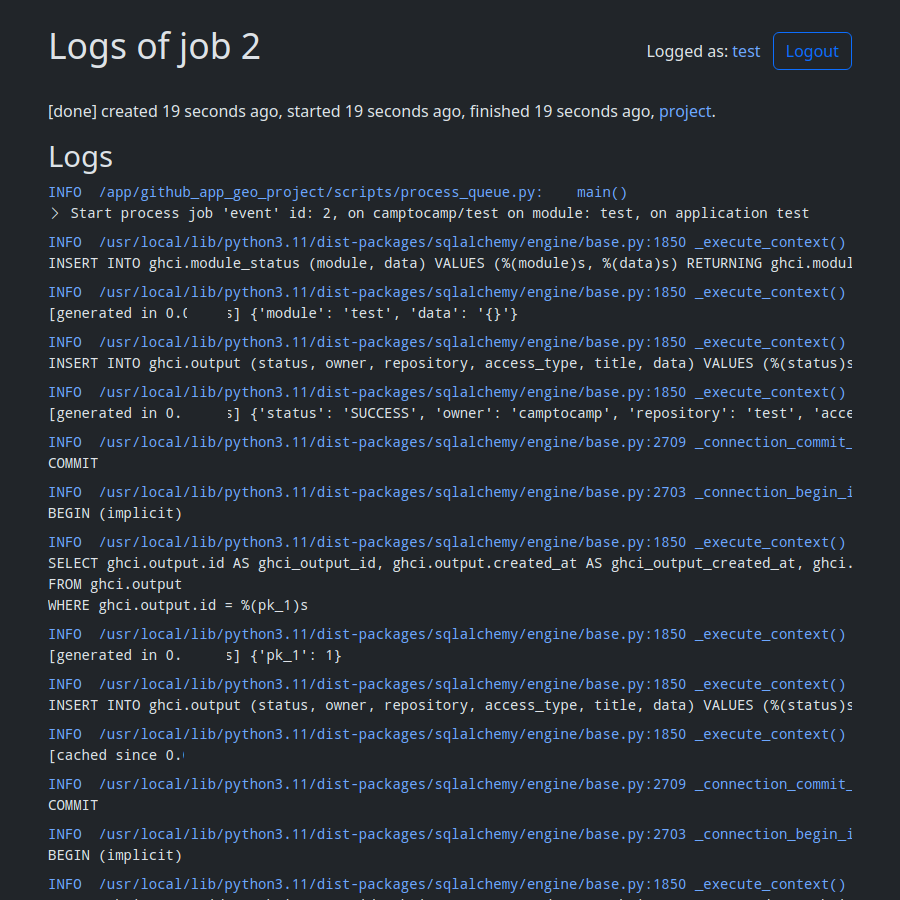 Logs of job 2
Logged as: test Logout
[done] created 19 seconds ago, started 19 seconds ago, finished 19 seconds ago, project.
Logs
INFO /app/github_app_geo_project/scripts/process_queue.py: main()
Start process job 'event' id: 2, on camptocamp/test on module: test, on application test
INFO /usr/local/lib/python3.11/dist-packages/sqlalchemy/engine/base.py:1850 _execute_context()
INSERT INTO ghci.module_status (module, data) VALUES (%(module)s, %(data)s) RETURNING ghci.modul
INFO /usr/local/lib/python3.11/dist-packages/sqlalchemy/engine/base.py:1850 _execute_context()
[generated in 0.0 s] {'module': 'test', 'data': '{}'}
INFO /usr/local/lib/python3.11/dist-packages/sqlalchemy/engine/base.py:1850 _execute_context()
INSERT INTO ghci.output (status, owner, repository, access_type, title, data) VALUES (%(status)s
INFO /usr/local/lib/python3.11/dist-packages/sqlalchemy/engine/base.py:1850 _execute_context()
[generated in 0. s] {'status': 'SUCCESS', 'owner': 'camptocamp', 'repository': 'test', 'acce
INFO /usr/local/lib/python3.11/dist-packages/sqlalchemy/engine/base.py:2709 _connection_commit_
COMMIT
INFO /usr/local/lib/python3.11/dist-packages/sqlalchemy/engine/base.py:2703 _connection_begin_i
BEGIN (implicit)
INFO /usr/local/lib/python3.11/dist-packages/sqlalchemy/engine/base.py:1850 _execute_context()
SELECT ghci.output.id AS ghci_output_id, ghci.output.created_at AS ghci_output_created_at, ghci.
FROM ghci.output
WHERE ghci.output.id = %(pk_1)s
INFO /usr/local/lib/python3.11/dist-packages/sqlalchemy/engine/base.py:1850 _execute_context()
[generated in 0. s] {'pk_1': 1}
INFO /usr/local/lib/python3.11/dist-packages/sqlalchemy/engine/base.py:1850 _execute_context()
INSERT INTO ghci.output (status, owner, repository, access_type, title, data) VALUES (%(status)s
INFO /usr/local/lib/python3.11/dist-packages/sqlalchemy/engine/base.py:1850 _execute_context()
[cached since 0.
INFO /usr/local/lib/python3.11/dist-packages/sqlalchemy/engine/base.py:2709 _connection_commit_
COMMIT
INFO /usr/local/lib/python3.11/dist-packages/sqlalchemy/engine/base.py:2703 _connection_begin_i
BEGIN (implicit)
INFO /usr/local/lib/python3.11/dist-packages/sqlalchemy/engine/base.py:1850 _execute_context()